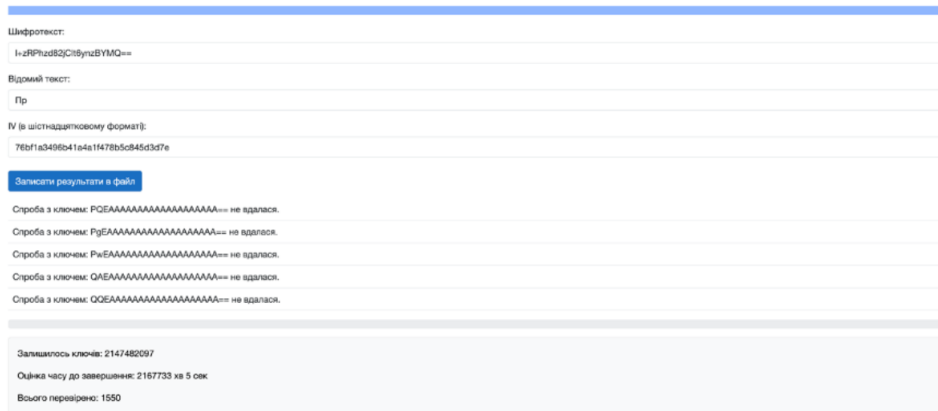 Шифротекст:
I+zRPhzd82jClt6ynzBYMQ==
Відомий текст:
Пр
IV (в шістнадцятковому форматі):
76bf1a3496b41a4a1f478b5c845d3d7e
Записати результати в файл
Спроба з ключем: PQEAAAAAAAAAAAAAAAAAAA== не вдалася.
Спроба з ключем: PgEAAAAAAAAAAAAAAAAAAA== не вдалася.
Спроба з ключем: PwEAAAAAAAAAAAAAAAAAAA== не вдалася.
Спроба з ключем: QAEAAAAAAAAAAAAAAAAAAA== не вдалася.
Спроба з ключем: QQEAAAAAAAAAAAAAAAAAAA== не вдалася.
Залишилось ключів: 2147482097
Оцінка часу до завершення: 2167733 хв 5 сек
Всього перевірено: 1550